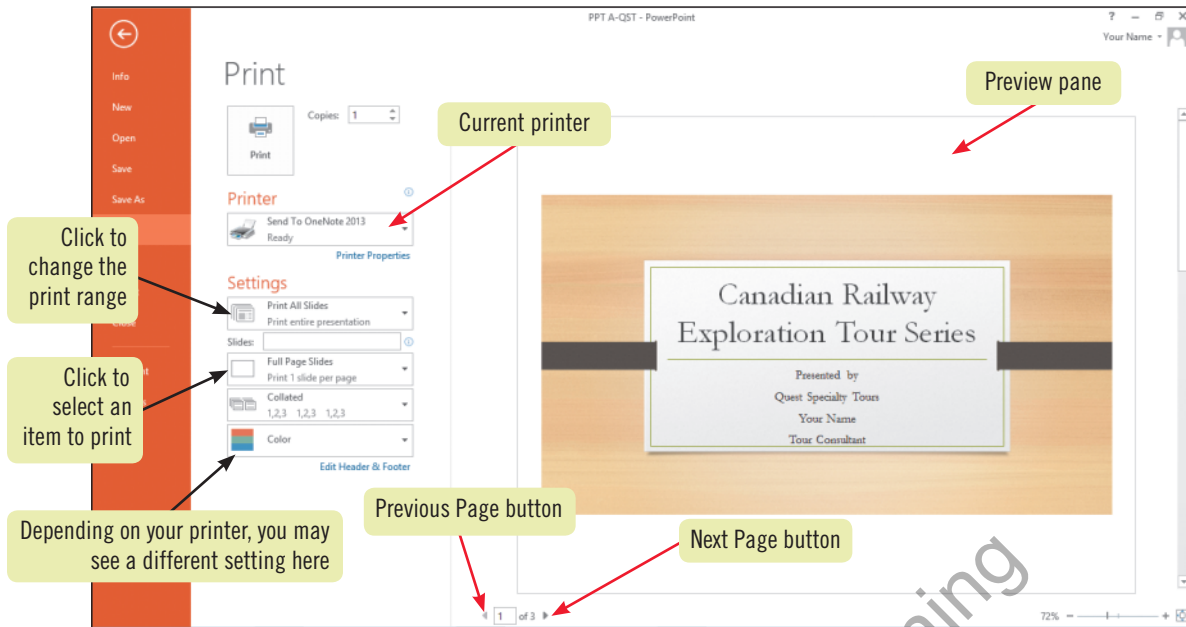 PPT A-QST - PowerPoint
?
Your Name
Info
New
Open
Save
Save As
Close
Print
Copies: 1
Print
Printer
Send To OneNote 2013
Ready
Printer Properties
Settings
Print All Slides
Print entire presentation
Slides:
Full Page Slides
Print 1 slide per page
Collated
1,2,3 1,2,3 1,2,3
Color
Edit Header & Footer
Current printer
Preview pane
Click to
change the
print range
Click to
select an
item to print
Depending on your printer, you may
see a different setting here
Previous Page button
Next Page button
Canadian Railway
Exploration Tour Series
Presented by
Quest Specialty Tours
Your Name
Tour Consultant
1 of 3
72%
ning